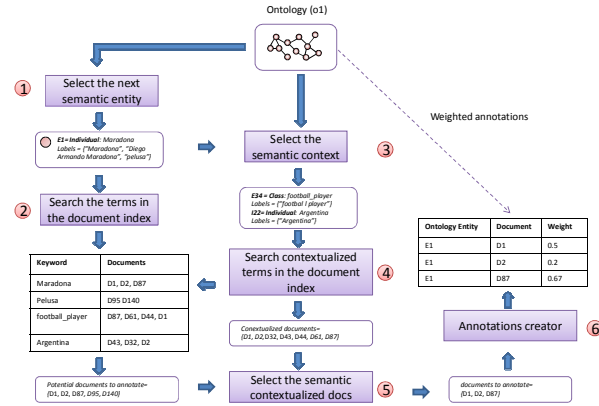 Ontology (o1)
1
Select the next
semantic entity
Weighted annotations
E1= Individual: Maradona
Labels = {"Maradona", "Diego
Armando Maradona", "pelusa"}
Select the
semantic context
3
2
Search the terms in
the document index
E34 = Class: football_player
Labels = {"footbal l player"}
I22= Individual: Argentina
Labels = {"Argentina"}
Ontology Entity Document Weight
E1 D1 0.5
E1 D2 0.2
E1 D87 0.67
Search contextualized
terms in the document
index
4
Keyword Documents
Maradona D1, D2, D87
Pelusa D95 D140
football_player D87, D61, D44, D1
Argentina D43, D32, D2
Conextualized documents=
{D1, D2,D32, D43, D44, D61, D87}
Annotations creator
6
Potential documents to annotate=
{D1, D2, D87, D95, D140}
Select the semantic
contextualized docs
5
documents to annotate=
{D1, D2, D87}